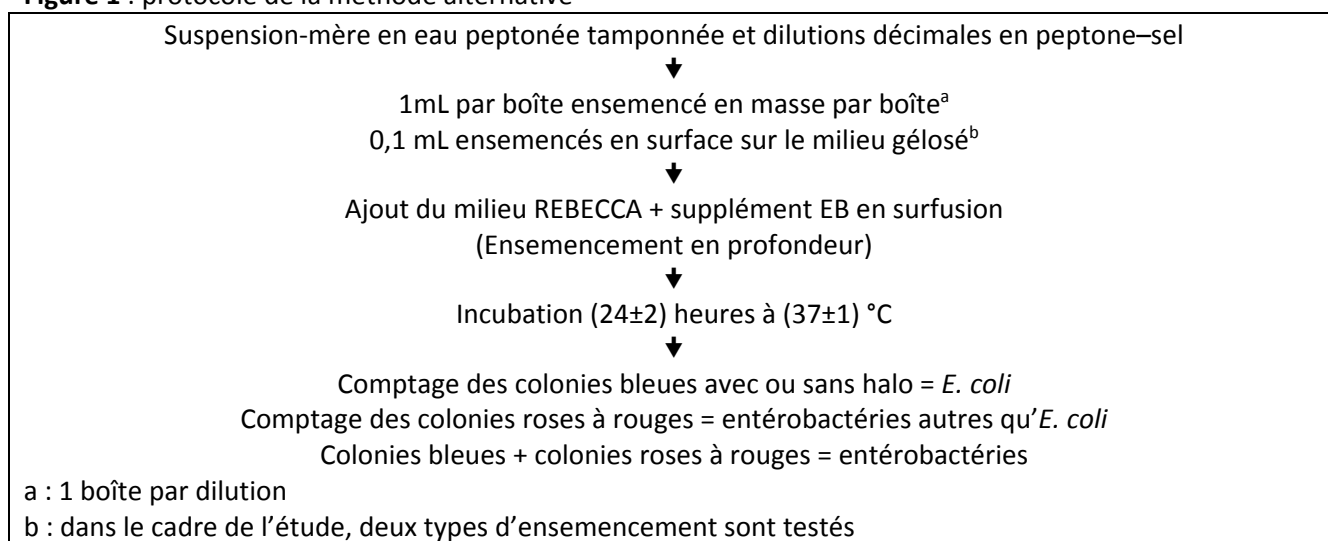 Figure 1 : protocole de la méthode alternative
Suspension-mère en eau peptonée tamponnée et dilutions décimales en peptone–sel
1mL par boîte ensemencé en masse par boîteᵃ
0,1 mL ensemencés en surface sur le milieu géloséᵇ
Ajout du milieu REBECCA + supplément EB en surfusion
(Ensemencement en profondeur)
Incubation (24±2) heures à (37±1) °C
Comptage des colonies bleues avec ou sans halo = E. coli
Comptage des colonies roses à rouges = entérobactéries autres qu’E. coli
Colonies bleues + colonies roses à rouges = entérobactéries
a : 1 boîte par dilution
b : dans le cadre de l’étude, deux types d’ensemencement sont testés